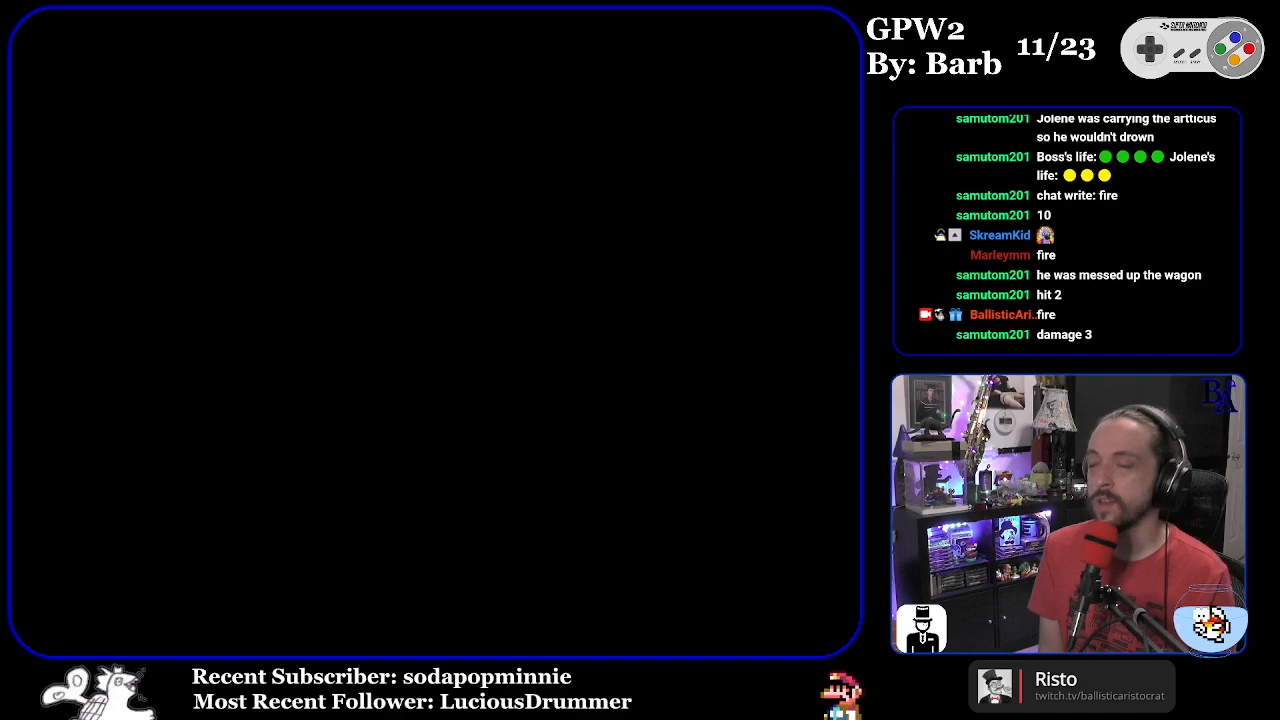 GPW2
By: Barb
11/23
samutom201 Jolene was carrying the artticus
so he wouldn't drown
samutom201 Boss's life: Jolene's
life:
samutom201 chat write: fire
samutom201 10
SkreamKid
Marleymm fire
samutom201 he was messed up the wagon
samutom201 hit 2
BallisticAri.. fire
samutom201 damage 3
Recent Subscriber: sodapopminnie
Most Recent Follower: LuciousDrummer
Risto
twitch.tv/ballisticaristocrat